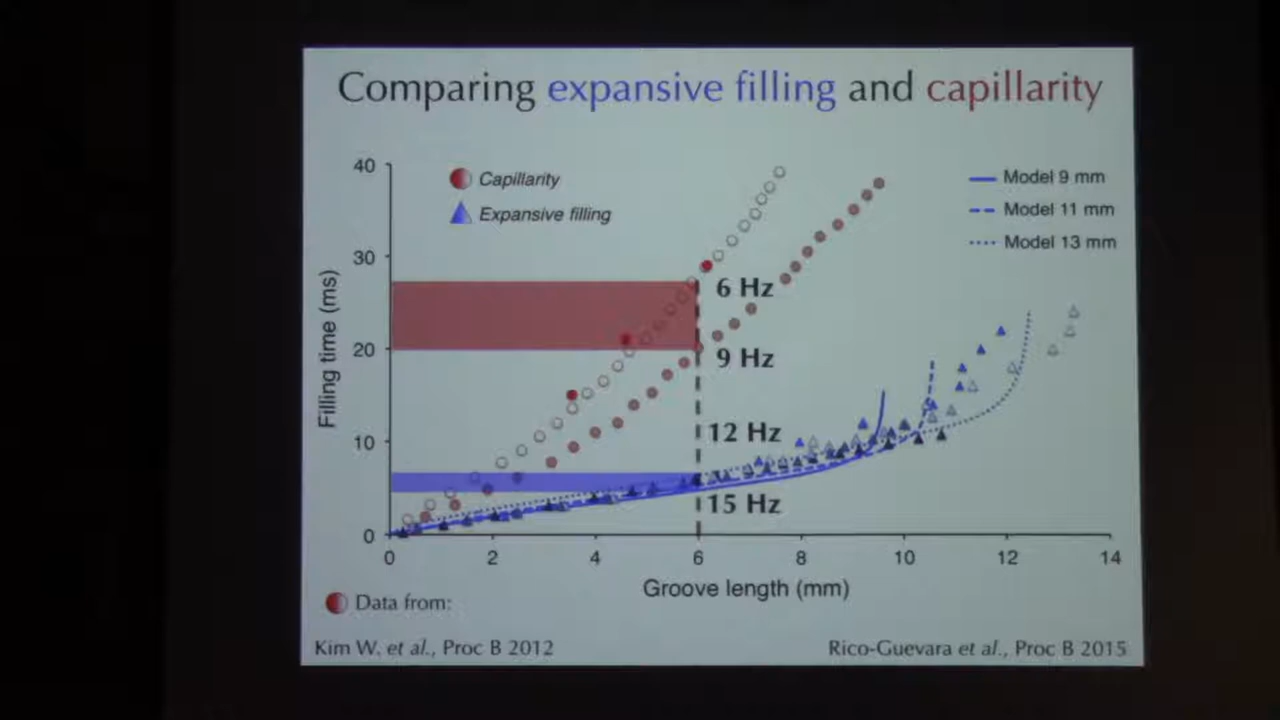 Comparing expansive filling and capillarity
40
30
20
10
0
Filling time (ms)
Capillarity
Expansive filling
Model 9 mm
Model 11 mm
Model 13 mm
6 Hz
9 Hz
12 Hz
15 Hz
0 2 4 6 8 10 12 14
Groove length (mm)
Data from:
Kim W. et al., Proc B 2012
Rico-Guevara et al., Proc B 2015